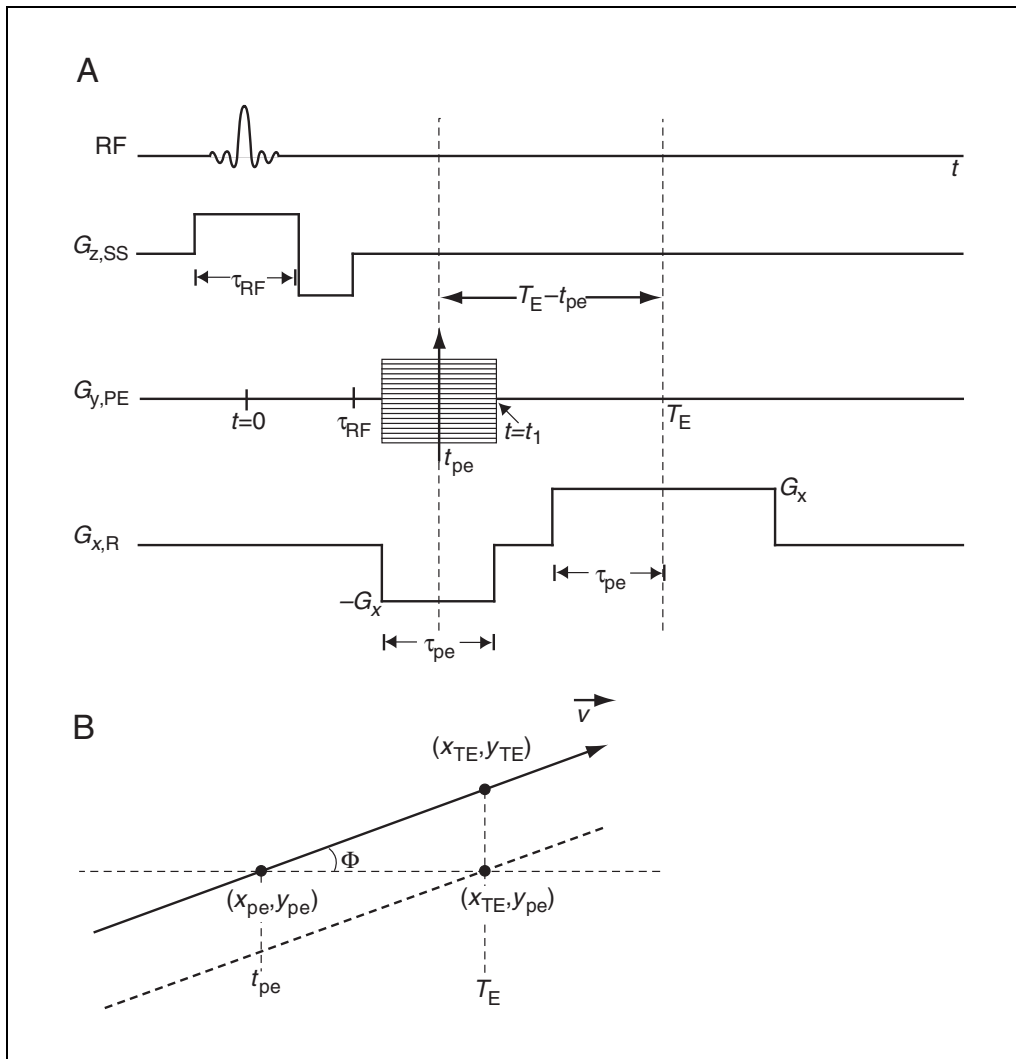 A
RF
t
G_z,SS
τ_RF
T_E–t_pe
G_y,PE
t=0
τ_RF
t=t_1
T_E
t_pe
G_x
G_x,R
–G_x
τ_pe
τ_pe
v
B
(x_TE,y_TE)
Φ
(x_pe,y_pe)
(x_TE,y_pe)
t_pe
T_E